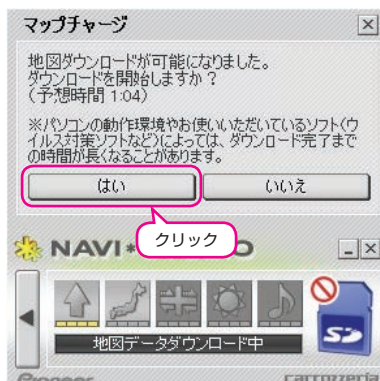 マップチャージ
地図ダウンロードが可能になりました。
ダウンロードを開始しますか?
(予想時間 1:04)
※パソコンの動作環境やお使いいただいているソフト(ウ
イルス対策ソフトなど)によっては、ダウンロード完了まで
の時間が長くなることがあります。
はい
いいえ
クリック
NAVI*
O
地図データダウンロード中
SD
Pioneer
carrozzeria